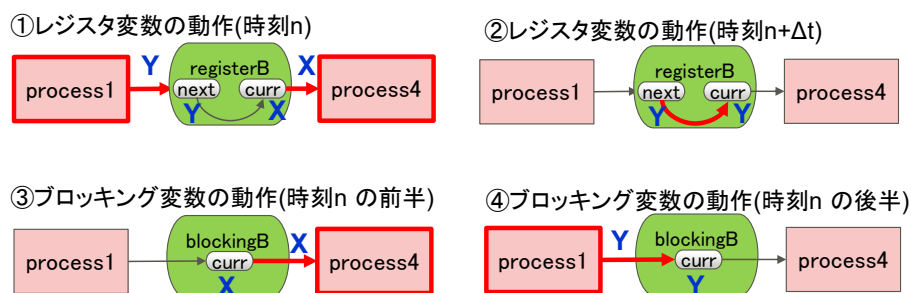 ①レジスタ変数の動作(時刻n)
Y
X
registerB
process1
next
curr
process4
Y
X
②レジスタ変数の動作(時刻n+Δt)
registerB
process1
next
curr
process4
Y
Y
③ブロッキング変数の動作(時刻n の前半)
blockingB
X
process1
curr
process4
X
④ブロッキング変数の動作(時刻n の後半)
Y
blockingB
process1
curr
process4
Y